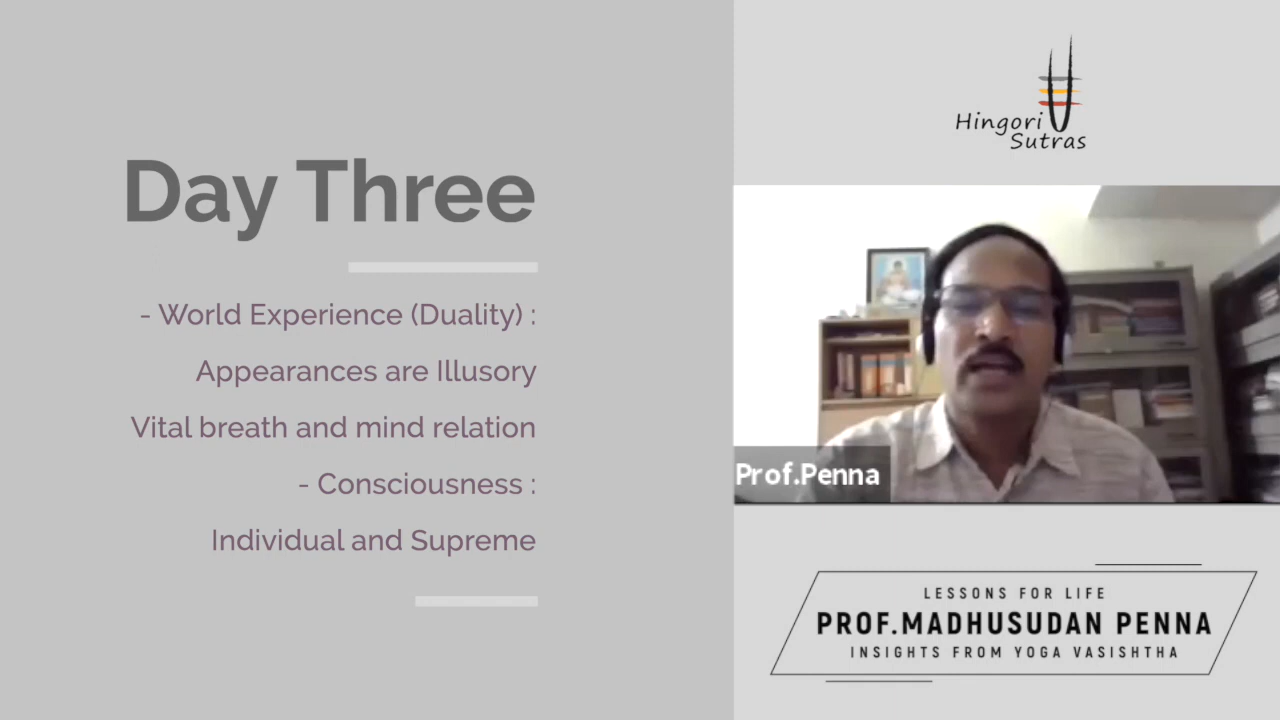 Day Three
- World Experience (Duality) :
Appearances are Illusory
Vital breath and mind relation
- Consciousness :
Individual and Supreme
Hingori
Sutras
Prof.Penna
LESSONS FOR LIFE
PROF.MADHUSUDAN PENNA
INSIGHTS FROM YOGA VASISHTHA